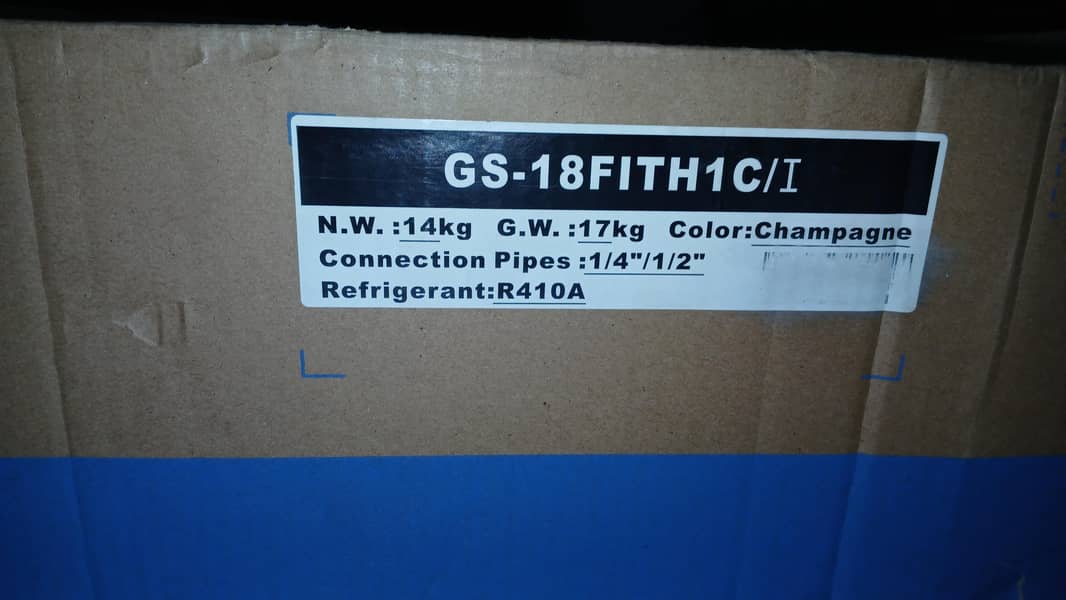 GS-18FITH1C/I
N.W. :14kg G.W. :17kg Color:Champagne
Connection Pipes :1/4"/1/2"
Refrigerant:R410A